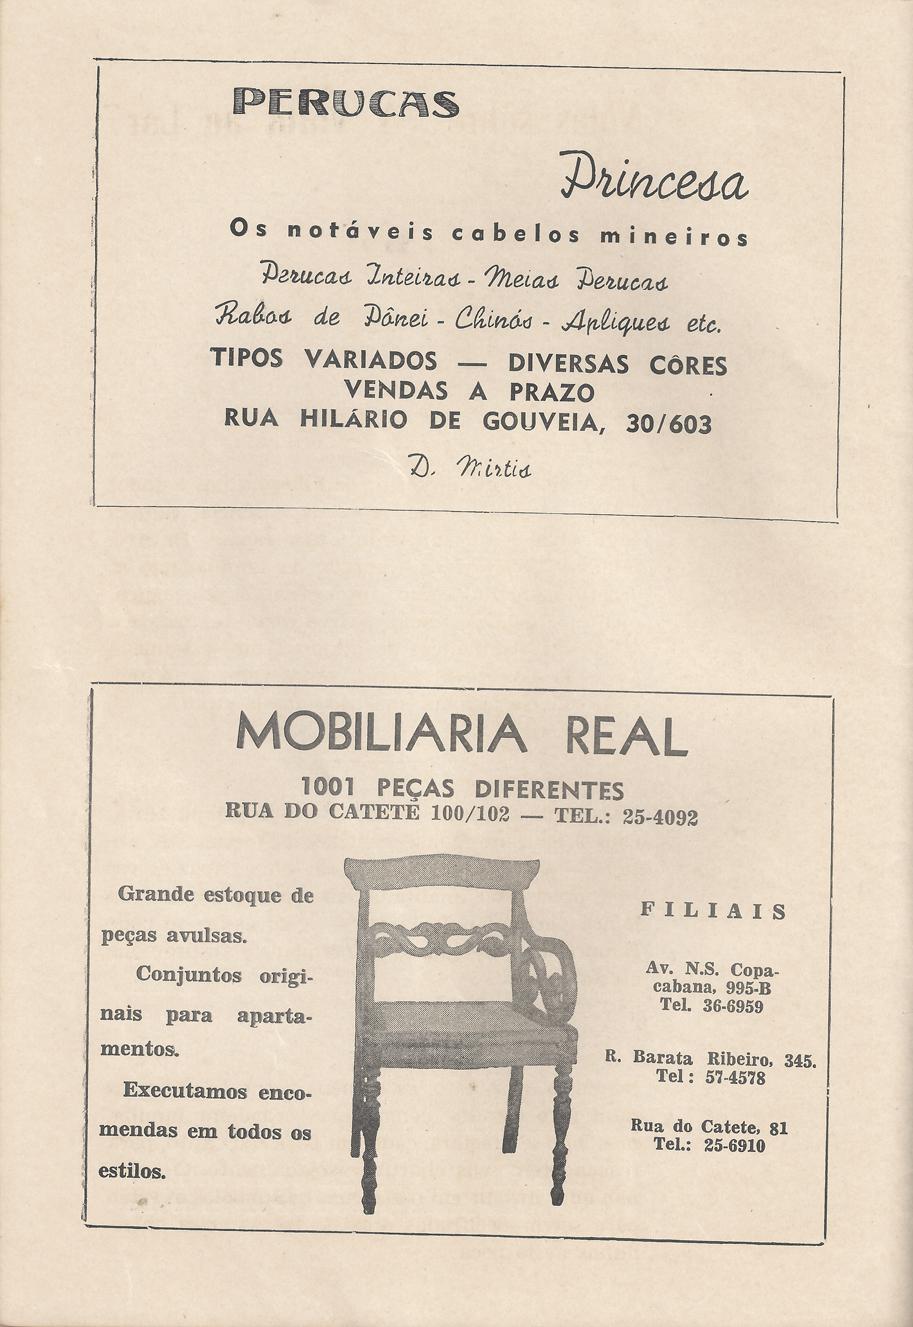 PERUCAS
Princesa
Os notáveis cabelos mineiros
Perucas Inteiras - Meias Perucas
Rabos de Pônei - Chinós - Apliques etc.
TIPOS VARIADOS — DIVERSAS CÔRES
VENDAS A PRAZO
RUA HILÁRIO DE GOUVEIA, 30/603
D. Mirtis
MOBILIARIA REAL
1001 PEÇAS DIFERENTES
RUA DO CATETE 100/102 — TEL.: 25-4092
Grande estoque de
peças avulsas.
Conjuntos origi-
nais para aparta-
mentos.
Executamos enco-
mendas em todos os
estilos.
FILIAIS
Av. N.S. Copa-
cabana, 995-B
Tel. 36-6959
R. Barata Ribeiro, 345.
Tel: 57-4578
Rua do Catete, 81
Tel.: 25-6910